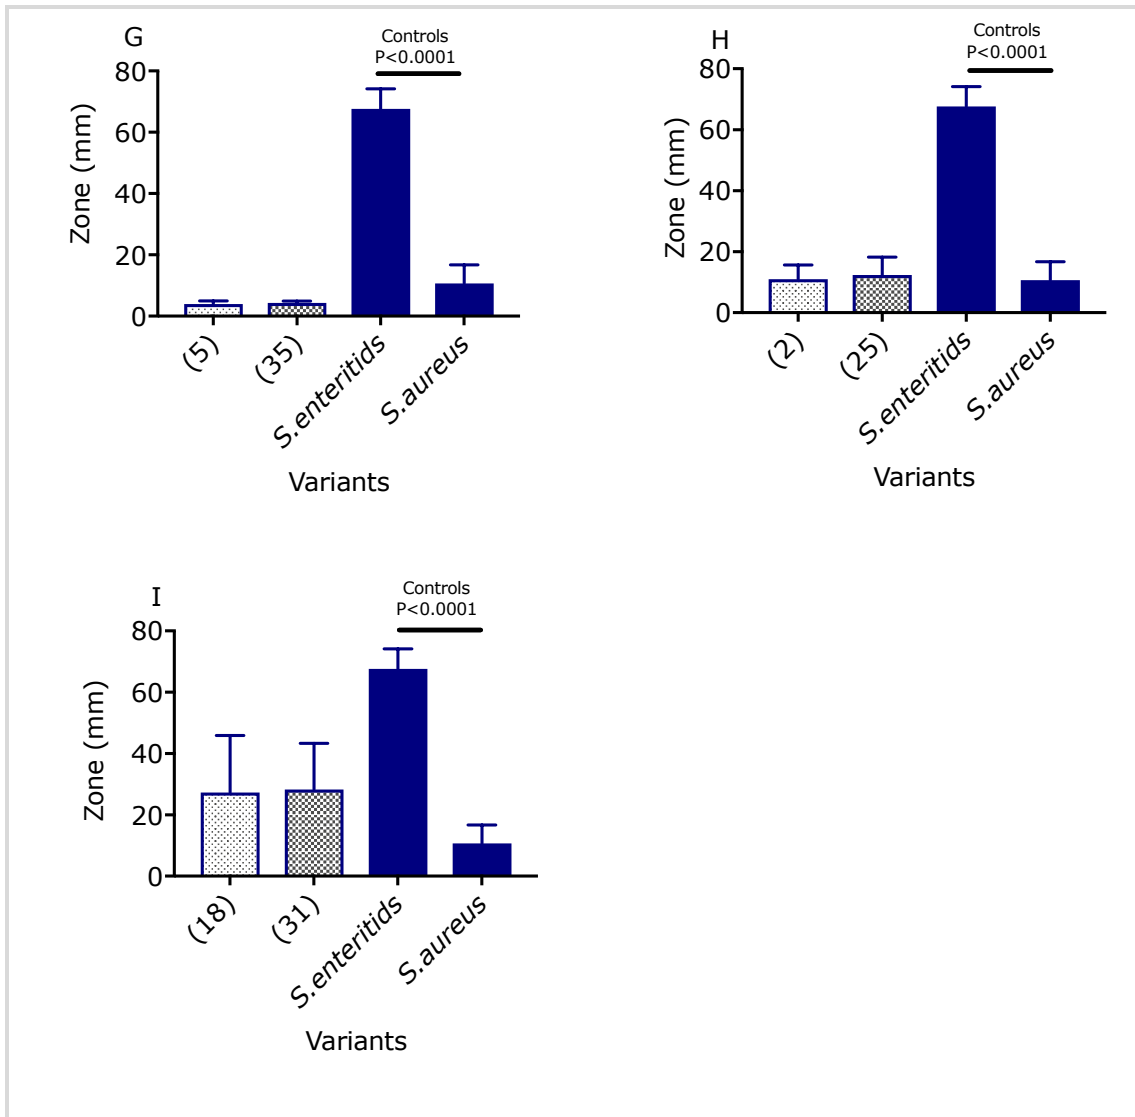 G
Controls
P<0.0001
80
60
40
20
0
Zone (mm)
(5)
(35)
S.enteritids
S.aureus
Variants
H
Controls
P<0.0001
80
60
40
20
0
Zone (mm)
(2)
(25)
S.enteritids
S.aureus
Variants
I
Controls
P<0.0001
80
60
40
20
0
Zone (mm)
(18)
(31)
S.enteritids
S.aureus
Variants